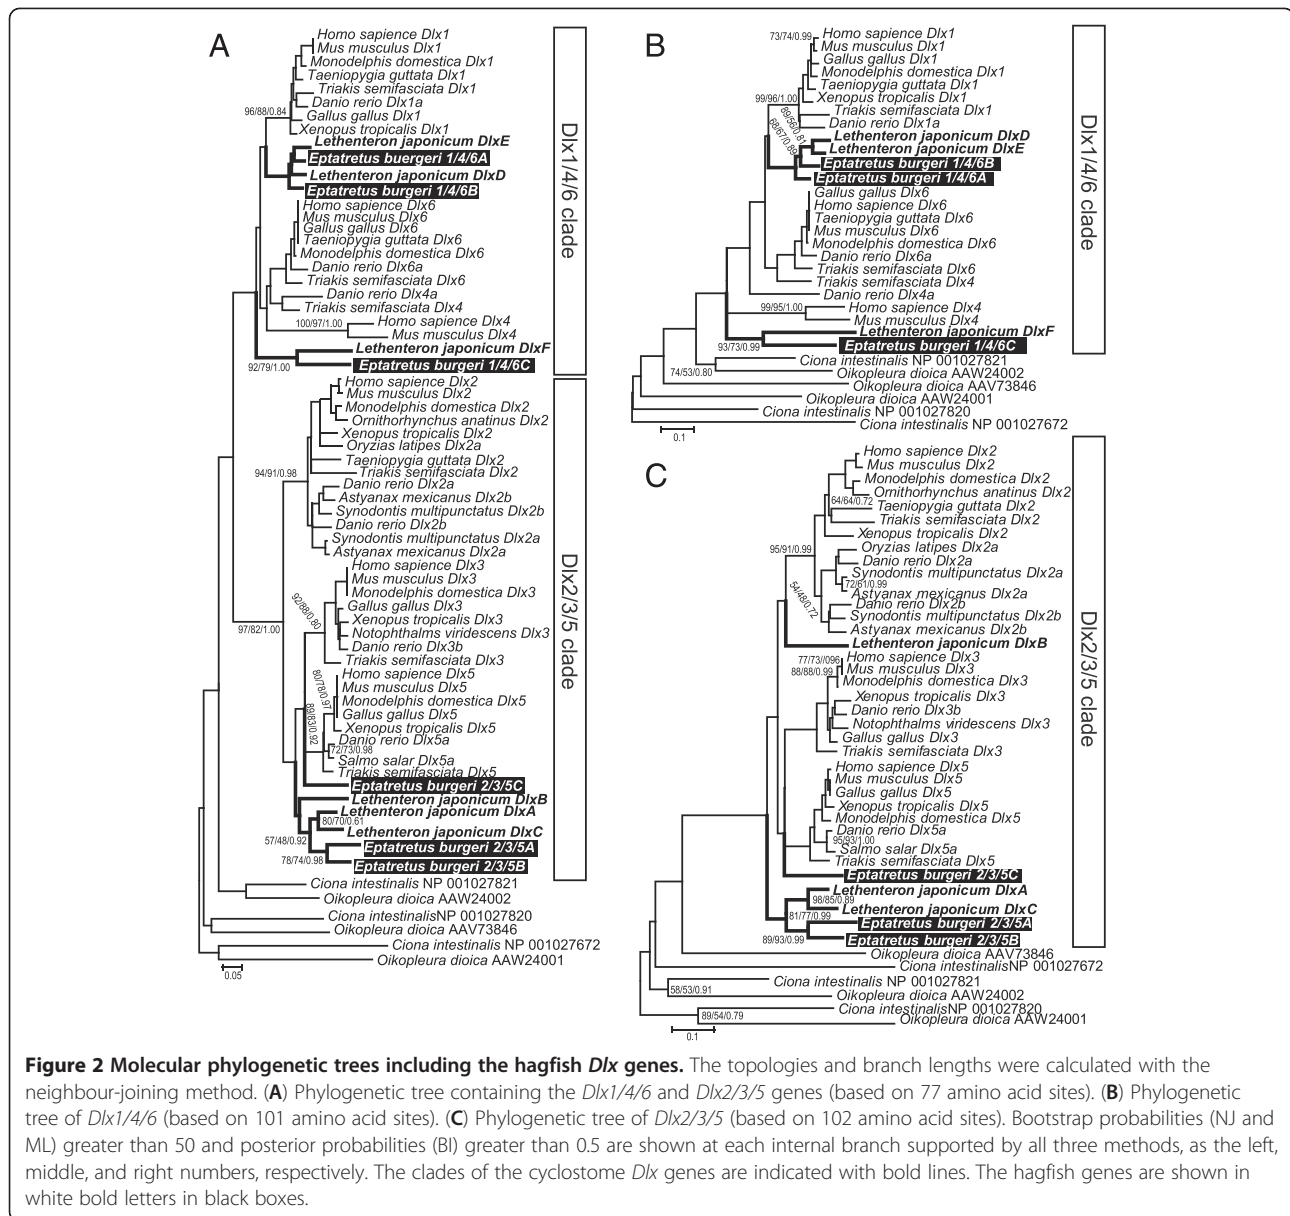 A
Homo sapience Dlx1
Mus musculus Dlx1
Monodelphis domestica Dlx1
Taeniopygia guttata Dlx1
Triakis semifasciata Dlx1
Danio rerio Dlx1a
Gallus gallus Dlx1
Xenopus tropicalis Dlx1
96/88/0.84
Lethenteron japonicum DlxE
Eptatretus buergeri 1/4/6A
Lethenteron japonicum DlxD
Eptatretus burgeri 1/4/6B
Homo sapience Dlx6
Mus musculus Dlx6
Gallus gallus Dlx6
Taeniopygia guttata Dlx6
Monodelphis domestica Dlx6
Danio rerio Dlx6a
Triakis semifasciata Dlx6
Danio rerio Dlx4a
Triakis semifasciata Dlx4
100/97/1.00
Homo sapience Dlx4
Mus musculus Dlx4
Lethenteron japonicum DlxF
92/79/1.00
Eptatretus burgeri 1/4/6C
Dlx1/4/6 clade
Homo sapience Dlx2
Mus musculus Dlx2
Monodelphis domestica Dlx2
Ornithorhynchus anatinus Dlx2
Xenopus tropicalis Dlx2
Oryzias latipes Dlx2a
Taeniopygia guttata Dlx2
94/91/0.98
Triakis semifasciata Dlx2
Danio rerio Dlx2a
Astyanax mexicanus Dlx2b
Synodontis multipunctatus Dlx2b
Danio rerio Dlx2b
Synodontis multipunctatus Dlx2a
Astyanax mexicanus Dlx2a
Homo sapience Dlx3
Mus musculus Dlx3
Monodelphis domestica Dlx3
92/88/0.80
Gallus gallus Dlx3
Xenopus tropicalis Dlx3
Notophthalms viridescens Dlx3
97/82/1.00
Danio rerio Dlx3b
Triakis semifasciata Dlx3
80/78/0.97
Homo sapience Dlx5
Mus musculus Dlx5
Monodelphis domestica Dlx5
89/83/0.92
Gallus gallus Dlx5
Xenopus tropicalis Dlx5
Danio rerio Dlx5a
72/73/0.98
Salmo salar Dlx5a
Triakis semifasciata Dlx5
Eptatretus burgeri 2/3/5C
Lethenteron japonicum DlxB
Lethenteron japonicum DlxA
80/70/0.61
Lethenteron japonicum DlxC
57/48/0.92
Eptatretus burgeri 2/3/5A
78/74/0.98
Eptatretus burgeri 2/3/5B
Dlx2/3/5 clade
Ciona intestinalis NP 001027821
Oikopleura dioica AAW24002
Ciona intestinalisNP 001027820
Oikopleura dioica AAV73846
Ciona intestinalis NP 001027672
Oikopleura dioica AAW24001
0.05
B
73/74/0.99
Homo sapience Dlx1
Mus musculus Dlx1
Gallus gallus Dlx1
Monodelphis domestica Dlx1
Taeniopygia guttata Dlx1
99/96/1.00
Xenopus tropicalis Dlx1
Triakis semifasciata Dlx1
Danio rerio Dlx1a
89/56/0.81
68/67/0.89
Lethenteron japonicum DlxD
Lethenteron japonicum DlxE
Eptatretus burgeri 1/4/6B
Eptatretus burgeri 1/4/6A
Gallus gallus Dlx6
Homo sapience Dlx6
Taeniopygia guttata Dlx6
Mus musculus Dlx6
Monodelphis domestica Dlx6
Danio rerio Dlx6a
Triakis semifasciata Dlx6
Triakis semifasciata Dlx4
Danio rerio Dlx4a
99/95/1.00
Homo sapience Dlx4
Mus musculus Dlx4
Lethenteron japonicum DlxF
93/73/0.99
Eptatretus burgeri 1/4/6C
Dlx1/4/6 clade
Ciona intestinalis NP 001027821
74/53/0.80
Oikopleura dioica AAW24002
Oikopleura dioica AAV73846
Oikopleura dioica AAW24001
Ciona intestinalis NP 001027820
Ciona intestinalis NP 001027672
0.1
C
Homo sapience Dlx2
Mus musculus Dlx2
Monodelphis domestica Dlx2
Ornithorhynchus anatinus Dlx2
64/64/0.72
Taeniopygia guttata Dlx2
Triakis semifasciata Dlx2
Xenopus tropicalis Dlx2
95/91/0.99
Oryzias latipes Dlx2a
Danio rerio Dlx2a
Synodontis multipunctatus Dlx2a
72/61/0.99
Astyanax mexicanus Dlx2a
54/48/0.72
Danio rerio Dlx2b
Synodontis multipunctatus Dlx2b
Astyanax mexicanus Dlx2b
Lethenteron japonicum DlxB
77/73//096
Homo sapience Dlx3
88/88/0.99
Mus musculus Dlx3
Monodelphis domestica Dlx3
Xenopus tropicalis Dlx3
Danio rerio Dlx3b
Notophthalms viridescens Dlx3
Gallus gallus Dlx3
Triakis semifasciata Dlx3
Homo sapience Dlx5
Mus musculus Dlx5
Gallus gallus Dlx5
Xenopus tropicalis Dlx5
Monodelphis domestica Dlx5
Danio rerio Dlx5a
95/93/1.00
Salmo salar Dlx5a
Triakis semifasciata Dlx5
Eptatretus burgeri 2/3/5C
Lethenteron japonicum DlxA
98/85/0.89
Lethenteron japonicum DlxC
81/77/0.99
Eptatretus burgeri 2/3/5A
89/93/0.99
Eptatretus burgeri 2/3/5B
Dlx2/3/5 clade
Oikopleura dioica AAV73846
Ciona intestinalisNP 001027672
Ciona intestinalis NP 001027821
58/53/0.91
Oikopleura dioica AAW24002
Ciona intestinalisNP 001027820
89/54/0.79
Oikopleura dioica AAW24001
0.1
Figure 2 Molecular phylogenetic trees including the hagfish Dlx genes. The topologies and branch lengths were calculated with the
neighbour-joining method. (A) Phylogenetic tree containing the Dlx1/4/6 and Dlx2/3/5 genes (based on 77 amino acid sites). (B) Phylogenetic
tree of Dlx1/4/6 (based on 101 amino acid sites). (C) Phylogenetic tree of Dlx2/3/5 (based on 102 amino acid sites). Bootstrap probabilities (NJ and
ML) greater than 50 and posterior probabilities (BI) greater than 0.5 are shown at each internal branch supported by all three methods, as the left,
middle, and right numbers, respectively. The clades of the cyclostome Dlx genes are indicated with bold lines. The hagfish genes are shown in
white bold letters in black boxes.